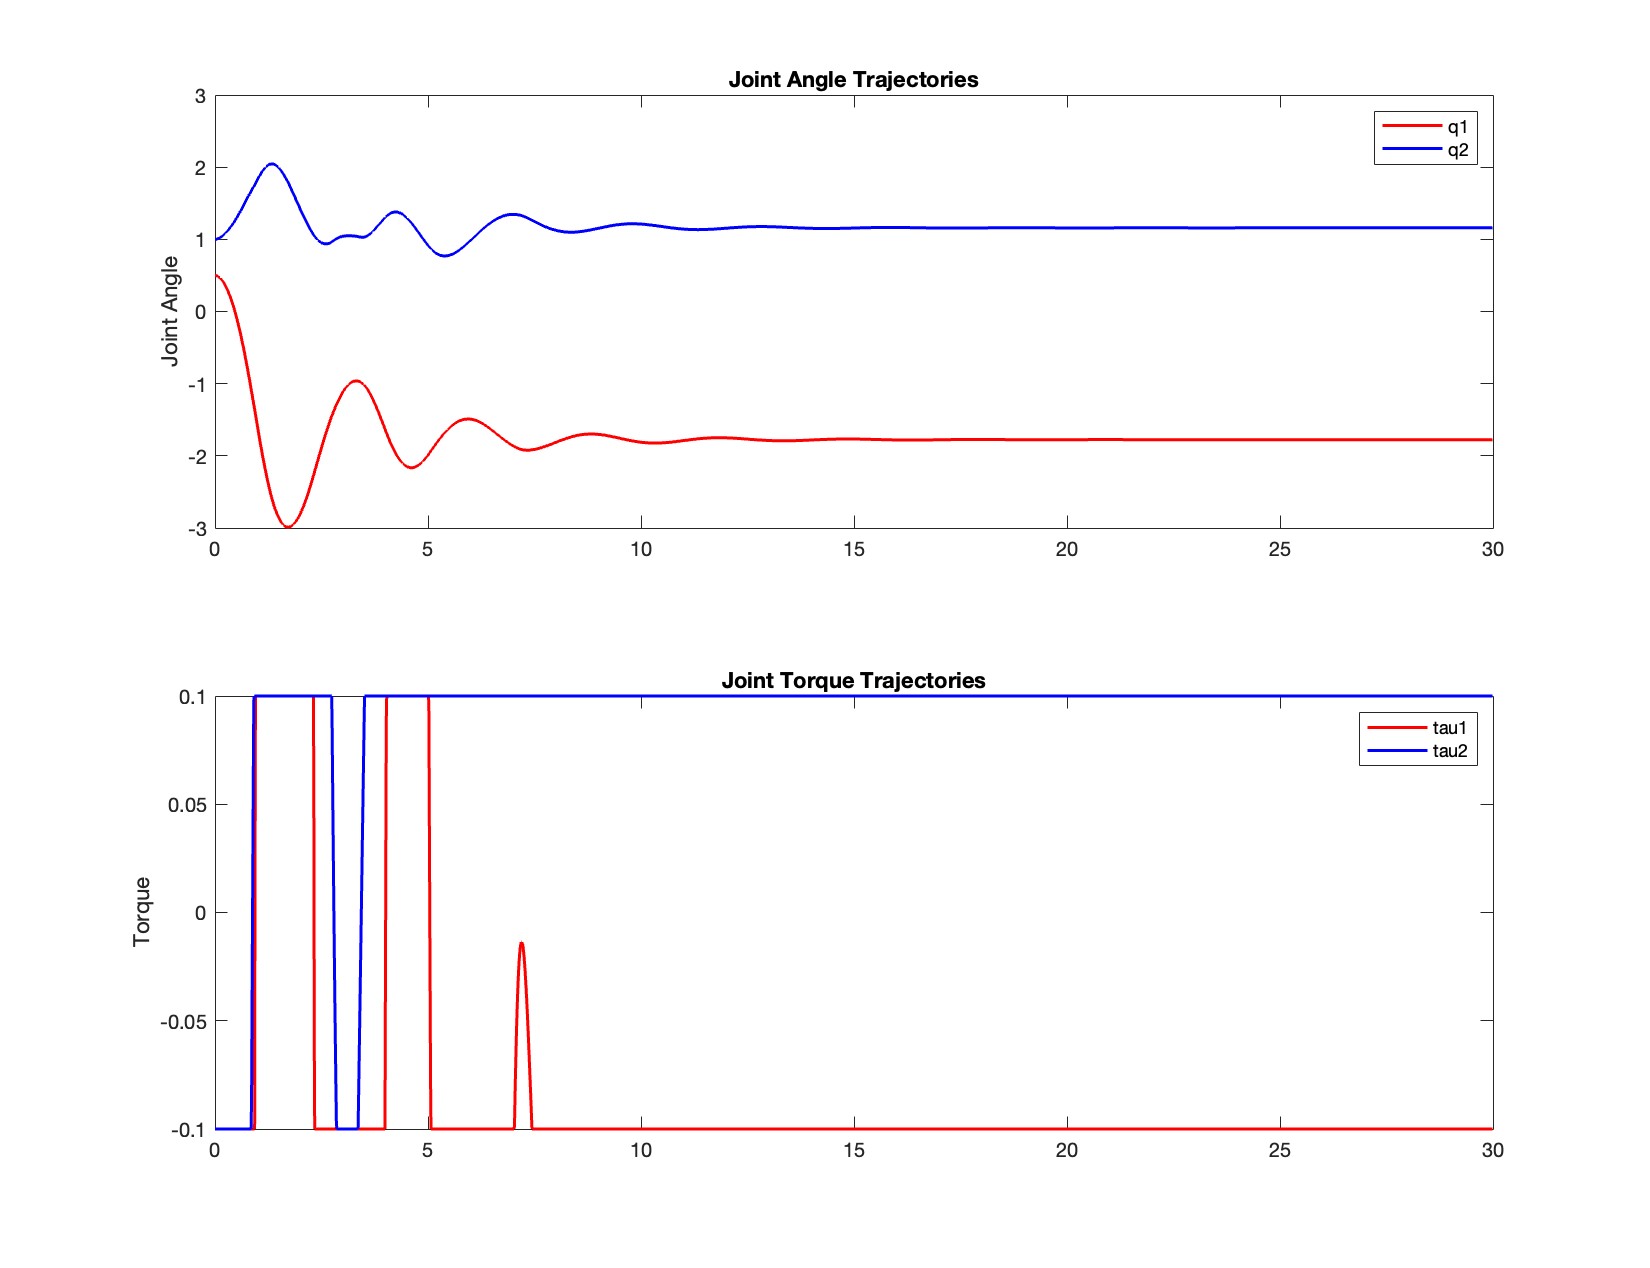 Joint Angle Trajectories
3
2
1
0
-1
-2
-3
Joint Angle
q1
q2
0 5 10 15 20 25 30
Joint Torque Trajectories
0.1
0.05
0
-0.05
-0.1
Torque
tau1
tau2
0 5 10 15 20 25 30